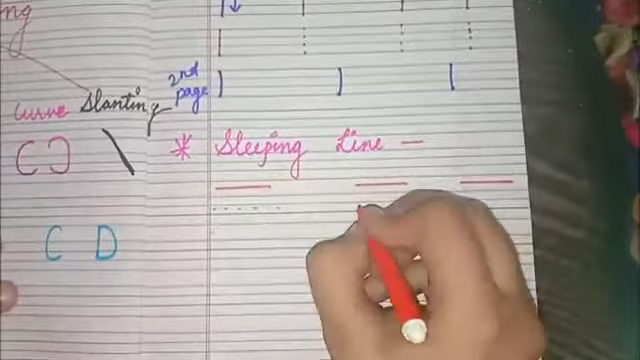 ng
Curve Slanting
2nd page
* Sleeping Line —
C D